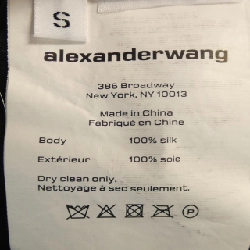 S
alexanderwang
386 Broadway
New York, NY 10013
Made in China
Fabriqué en Chine
Body 100% silk
Extérieur 100% soie
Dry clean only.
Nettoyage à sec seulement.
P